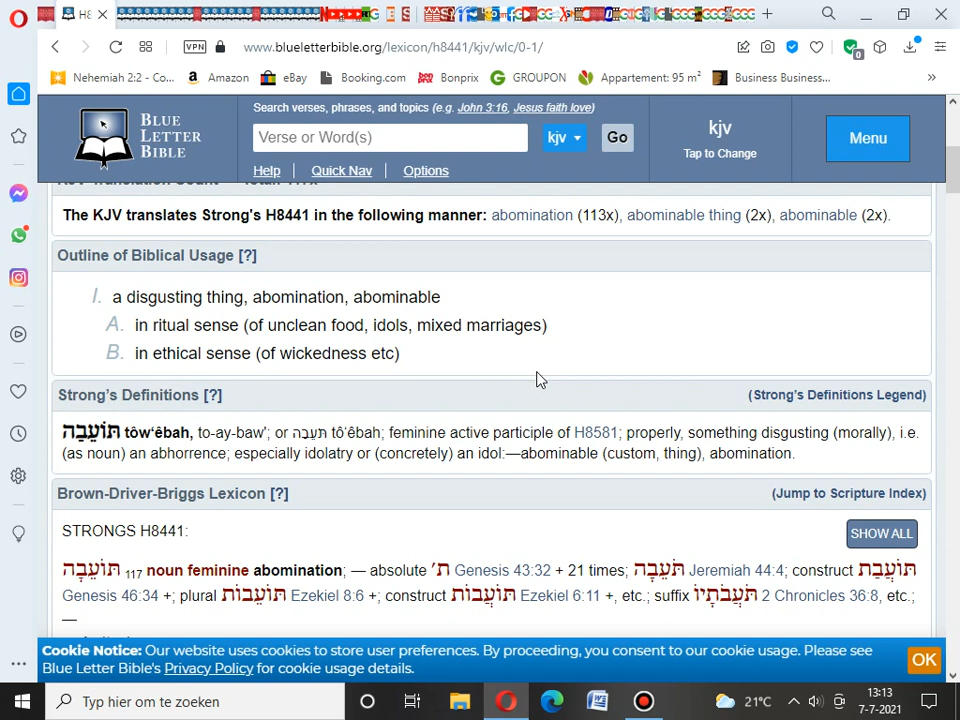 H8
VPN
www.blueletterbible.org/lexicon/h8441/kjv/wlc/0-1/
Nehemiah 2:2 - Co...
Amazon
eBay
Booking.com
Bonprix
GROUPON
Appartement: 95 m²
Business Business...
»
BLUE
LETTER
BIBLE
Search verses, phrases, and topics (e.g. John 3:16, Jesus faith love)
Verse or Word(s)
kjv
Go
Help
Quick Nav
Options
kjv
Tap to Change
Menu
The KJV translates Strong's H8441 in the following manner: abomination (113x), abominable thing (2x), abominable (2x).
Outline of Biblical Usage [?]
I. a disgusting thing, abomination, abominable
A. in ritual sense (of unclean food, idols, mixed marriages)
B. in ethical sense (of wickedness etc)
Strong's Definitions [?]
(Strong's Definitions Legend)
תּוֹעֵבַה tôwʻêbah, to-ay-baw'; or תֹּעֵבַה tôʻêbah; feminine active participle of H8581; properly, something disgusting (morally), i.e.
(as noun) an abhorrence; especially idolatry or (concretely) an idol:—abominable (custom, thing), abomination.
Brown-Driver-Briggs Lexicon [?]
(Jump to Scripture Index)
STRONGS H8441:
SHOW ALL
תּוֹעֵבָה 117 noun feminine abomination; — absolute ת׳ Genesis 43:32 + 21 times; תֹּעֵבָה Jeremiah 44:4; construct תּוֹעֲבַת
Genesis 46:34 +; plural תּוֹעֵבוֹת Ezekiel 8:6 +; construct תּוֹעֲבוֹת Ezekiel 6:11 +, etc.; suffix תֹּעֲבֹתָיו 2 Chronicles 36:8, etc.;
—
Cookie Notice: Our website uses cookies to store user preferences. By proceeding, you consent to our cookie usage. Please see
Blue Letter Bible's Privacy Policy for cookie usage details.
OK
Typ hier om te zoeken
21°C
13:13
7-7-2021